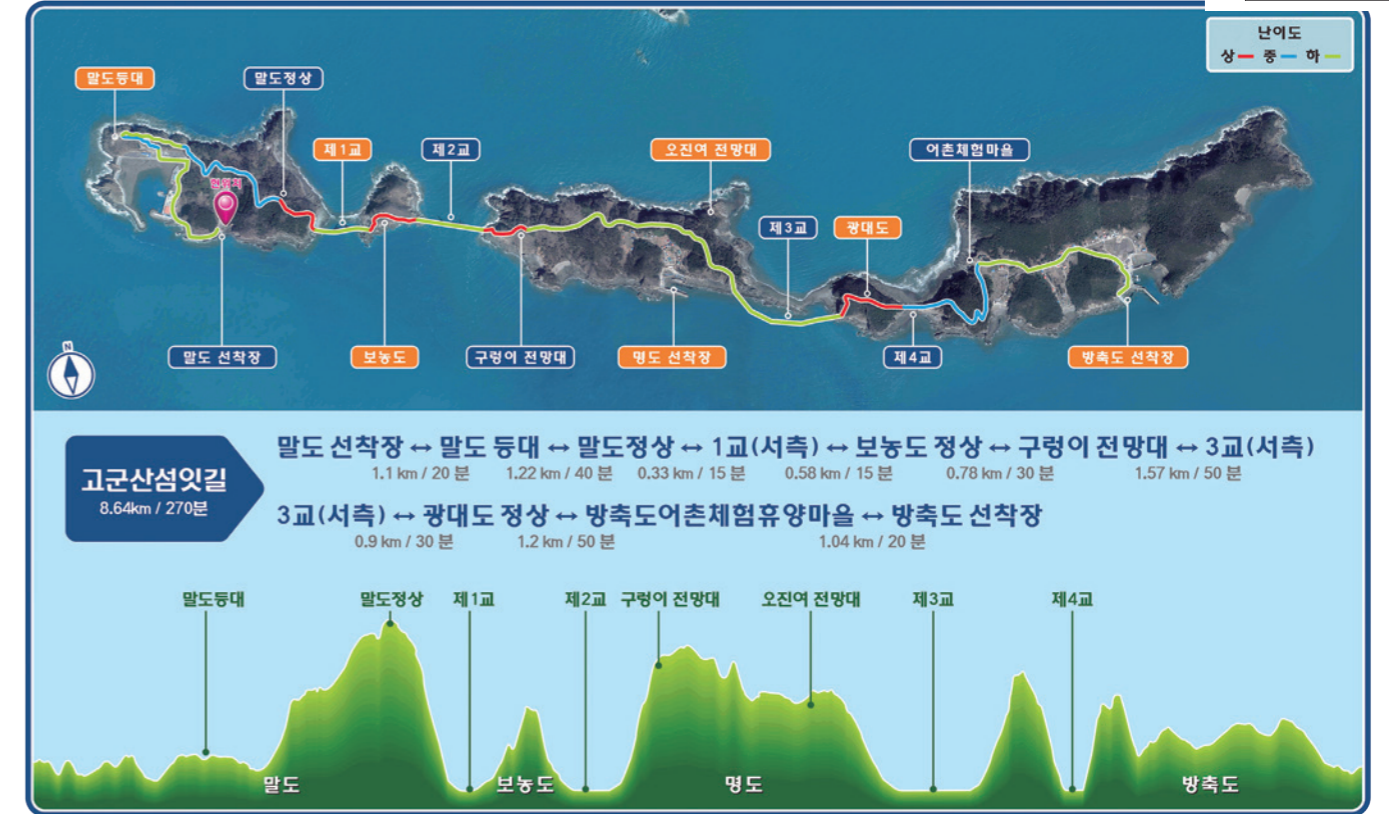 난이도
상 중 하
말도등대
말도정상
제1교
제2교
오진여 전망대
어촌체험마을
현위치
제3교
광대도
N
말도 선착장
보농도
구렁이 전망대
명도 선착장
제4교
방축도 선착장
고군산섬잇길
8.64km / 270분
말도 선착장 ↔ 말도 등대 ↔ 말도정상 ↔ 1교(서측) ↔ 보농도 정상 ↔ 구렁이 전망대 ↔ 3교(서측)
1.1 km / 20 분 1.22 km / 40 분 0.33 km / 15 분 0.58 km / 15 분 0.78 km / 30 분 1.57 km / 50 분
3교(서측) ↔ 광대도 정상 ↔ 방축도어촌체험휴양마을 ↔ 방축도 선착장
0.9 km / 30 분 1.2 km / 50 분 1.04 km / 20 분
말도등대 말도정상 제1교 제2교 구렁이 전망대 오진여 전망대 제3교 제4교
말도 보농도 명도 방축도